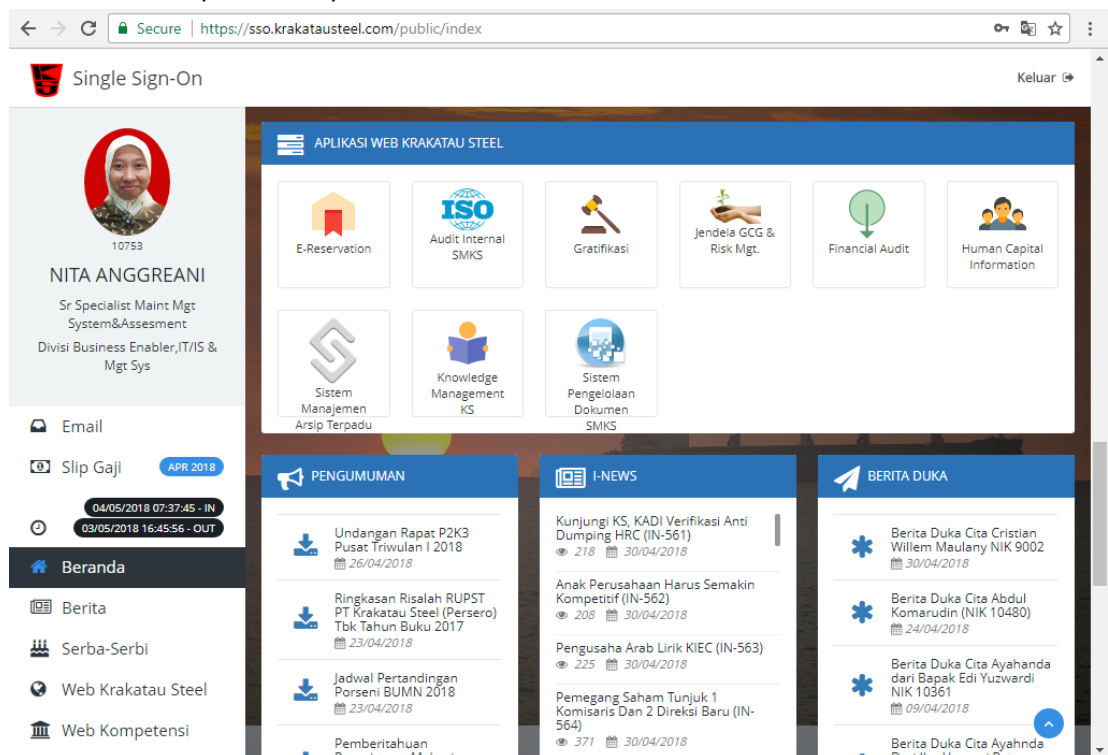 Secure | https://sso.krakatausteel.com/public/index
Single Sign-On
Keluar
10753
NITA ANGGREANI
Sr Specialist Maint Mgt
System&Assesment
Divisi Business Enabler,IT/IS &
Mgt Sys
Email
Slip Gaji
APR 2018
04/05/2018 07:37:45 - IN
03/05/2018 16:45:56 - OUT
Beranda
Berita
Serba-Serbi
Web Krakatau Steel
Web Kompetensi
APLIKASI WEB KRAKATAU STEEL
E-Reservation
ISO
Audit Internal
SMKS
Gratifikasi
Jendela GCG &
Risk Mgt.
Financial Audit
Human Capital
Information
Sistem
Manajemen
Arsip Terpadu
Knowledge
Management
KS
Sistem
Pengelolaan
Dokumen
SMKS
PENGUMUMAN
Undangan Rapat P2K3
Pusat Triwulan I 2018
26/04/2018
Ringkasan Risalah RUPST
PT Krakatau Steel (Persero)
Tbk Tahun Buku 2017
23/04/2018
Jadwal Pertandingan
Porseni BUMN 2018
23/04/2018
Pemberitahuan
I-NEWS
Kunjungi KS, KADI Verifikasi Anti
Dumping HRC (IN-561)
218 30/04/2018
Anak Perusahaan Harus Semakin
Kompetitif (IN-562)
208 30/04/2018
Pengusaha Arab Lirik KIEC (IN-563)
225 30/04/2018
Pemegang Saham Tunjuk 1
Komisaris Dan 2 Direksi Baru (IN-
564)
371 30/04/2018
BERITA DUKA
Berita Duka Cita Cristian
Willem Maulany NIK 9002
30/04/2018
Berita Duka Cita Abdul
Komarudin (NIK 10480)
24/04/2018
Berita Duka Cita Ayahanda
dari Bapak Edi Yuzwardi
NIK 10361
09/04/2018
Berita Duka Cita Ayahnda